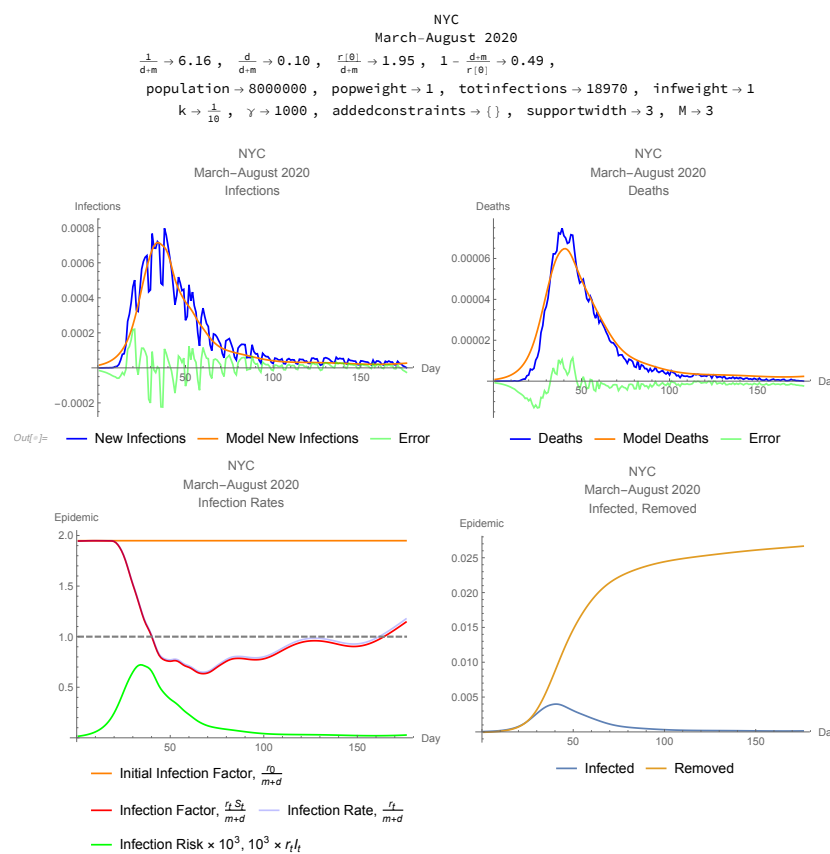 NYC
March-August 2020
1/(d+m) → 6.16 , d/(d+m) → 0.10 , r[0]/(d+m) → 1.95 , 1 - (d+m)/r[0] → 0.49 ,
population → 8000000 , popweight → 1 , totinfections → 18970 , infweight → 1
k → 1/10 , γ → 1000 , addedconstraints → { } , supportwidth → 3 , M → 3
NYC
March–August 2020
Infections
Infections
0.0008
0.0006
0.0004
0.0002
-0.0002
50
100
150
Day
New Infections Model New Infections Error
NYC
March–August 2020
Deaths
Deaths
0.00006
0.00004
0.00002
50
100
150
Da
Deaths Model Deaths Error
Out[•]=
NYC
March–August 2020
Infection Rates
Epidemic
2.0
1.5
1.0
0.5
50
100
150
Day
Initial Infection Factor, r₀/(m+d)
Infection Factor, rₜ Sₜ/(m+d) Infection Rate, rₜ/(m+d)
Infection Risk × 10³, 10³ × rₜIₜ
NYC
March–August 2020
Infected, Removed
Epidemic
0.025
0.020
0.015
0.010
0.005
50
100
150
Da
Infected Removed